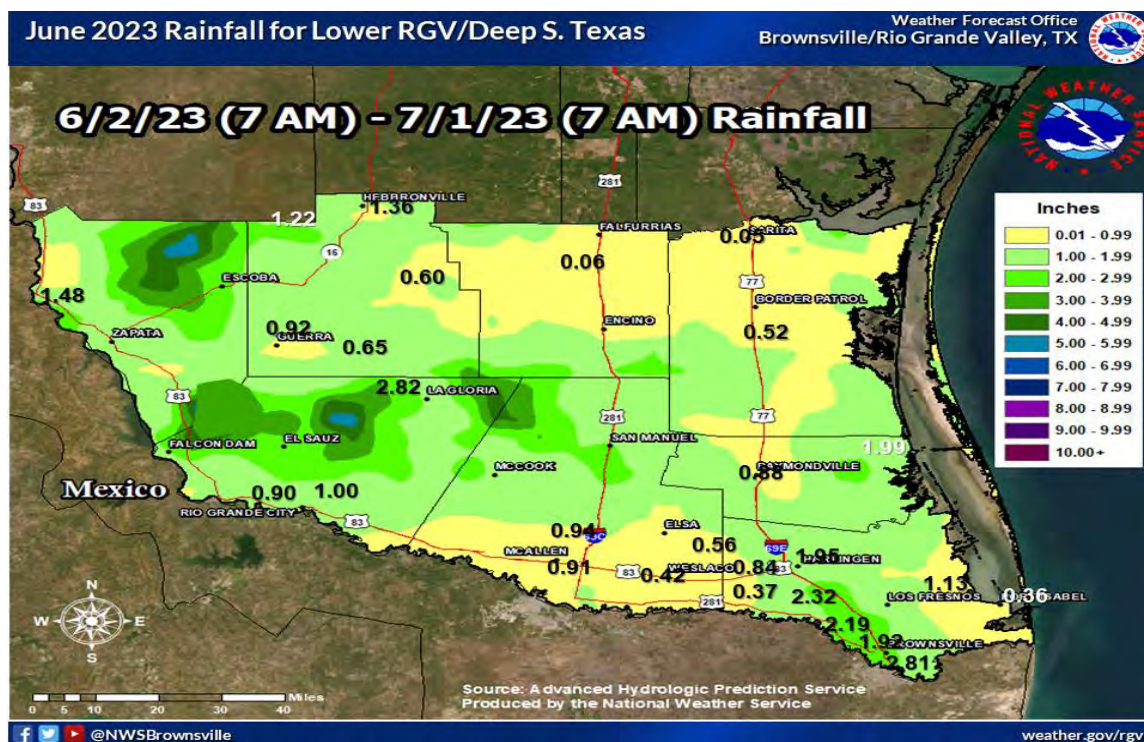 June 2023 Rainfall for Lower RGV/Deep S. Texas
Weather Forecast Office
Brownsville/Rio Grande Valley, TX
6/2/23 (7 AM) - 7/1/23 (7 AM) Rainfall
NATIONAL WEATHER SERVICE
Inches
0.01 - 0.99
1.00 - 1.99
2.00 - 2.99
3.00 - 3.99
4.00 - 4.99
5.00 - 5.99
6.00 - 6.99
7.00 - 7.99
8.00 - 8.99
9.00 - 9.99
10.00+
281
83
HEBBRONVILLE
1.36
1.22
FALFURRIAS
SARITA
0.05
16
0.06
0.60
ESCOBA
77
1.48
BORDER PATROL
ZAPATA
0.92
GUERRA
0.65
ENCINO
0.52
83
2.82
LA GLORIA
281
77
FALCON DAM
EL SAUZ
SAN MANUEL
1.99
MCCOOK
RAYMONDVILLE
Mexico
0.90
1.00
RIO GRANDE CITY
83
0.94
ELSA
0.56
69E
1.95
HARLINGEN
MCALLEN
0.91
83
0.42
WESLACO
0.84
83
0.37
2.32
1.13
LOS FRESNOS
0.36
281
2.19
1.92
BROWNSVILLE
2.81
N
W
E
S
Miles
0 5 10 20 30 40
Source: Advanced Hydrologic Prediction Service
Produced by the National Weather Service
@NWSBrownsville
weather.gov/rgv